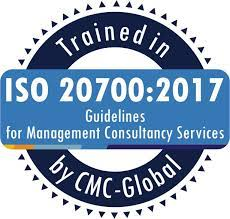 Trained in
ISO 20700:2017
Guidelines
for Management Consultancy Services
by CMC-Global